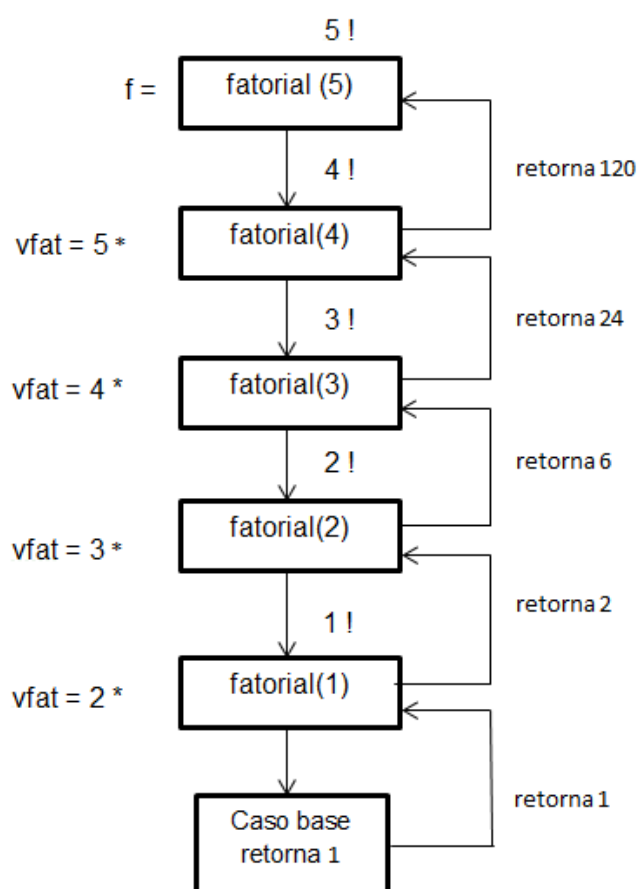 5 !
f =
fatorial (5)
4 !
retorna 120
vfat = 5 *
fatorial(4)
3 !
retorna 24
vfat = 4 *
fatorial(3)
2 !
retorna 6
vfat = 3 *
fatorial(2)
1 !
retorna 2
vfat = 2 *
fatorial(1)
Caso base
retorna 1
retorna 1